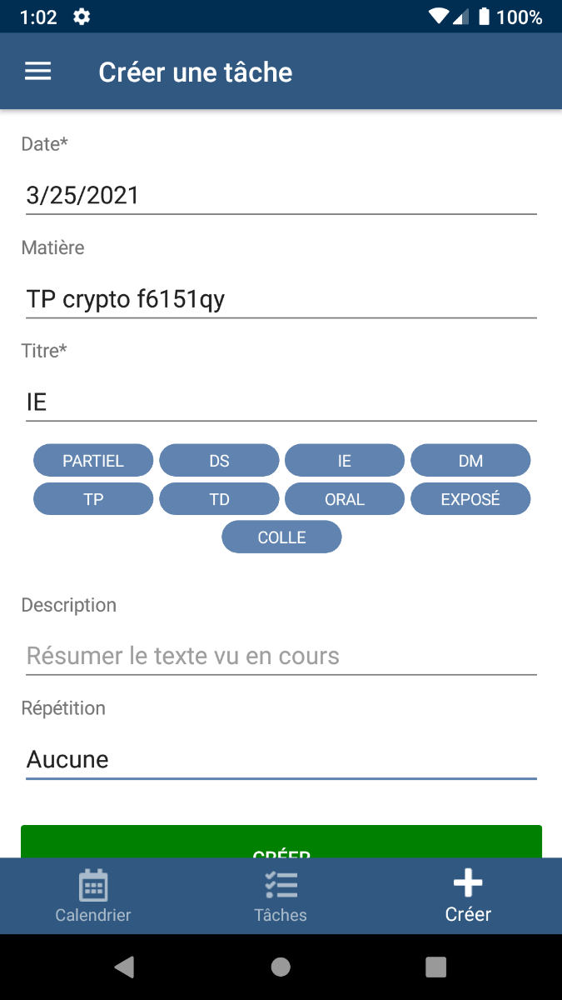 1:02 100%
Créer une tâche
Date*
3/25/2021
Matière
TP crypto f6151qy
Titre*
IE
PARTIEL DS IE DM
TP TD ORAL EXPOSÉ
COLLE
Description
Résumer le texte vu en cours
Répétition
Aucune
CRÉER
Calendrier Tâches Créer